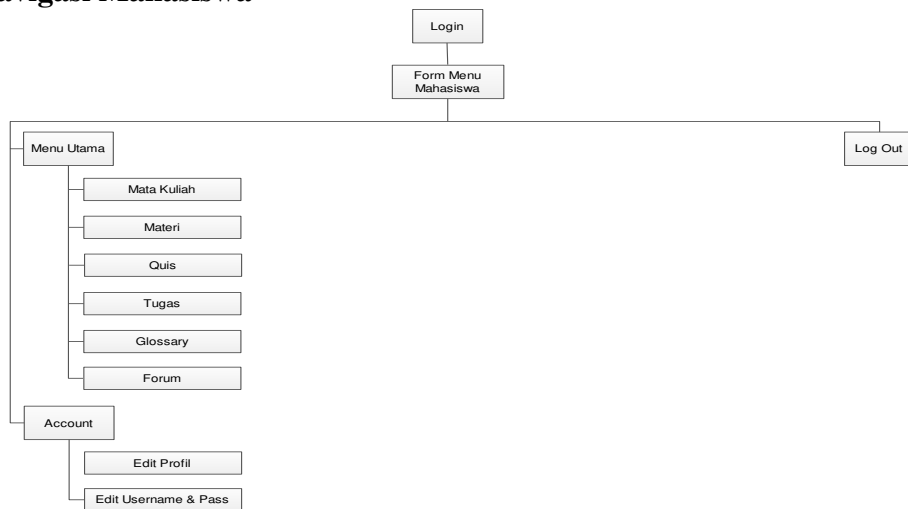 Mahasiswa
Login
Form Menu
Mahasiswa
Menu Utama
Log Out
Mata Kuliah
Materi
Quis
Tugas
Glossary
Forum
Account
Edit Profil
Edit Username & Pass